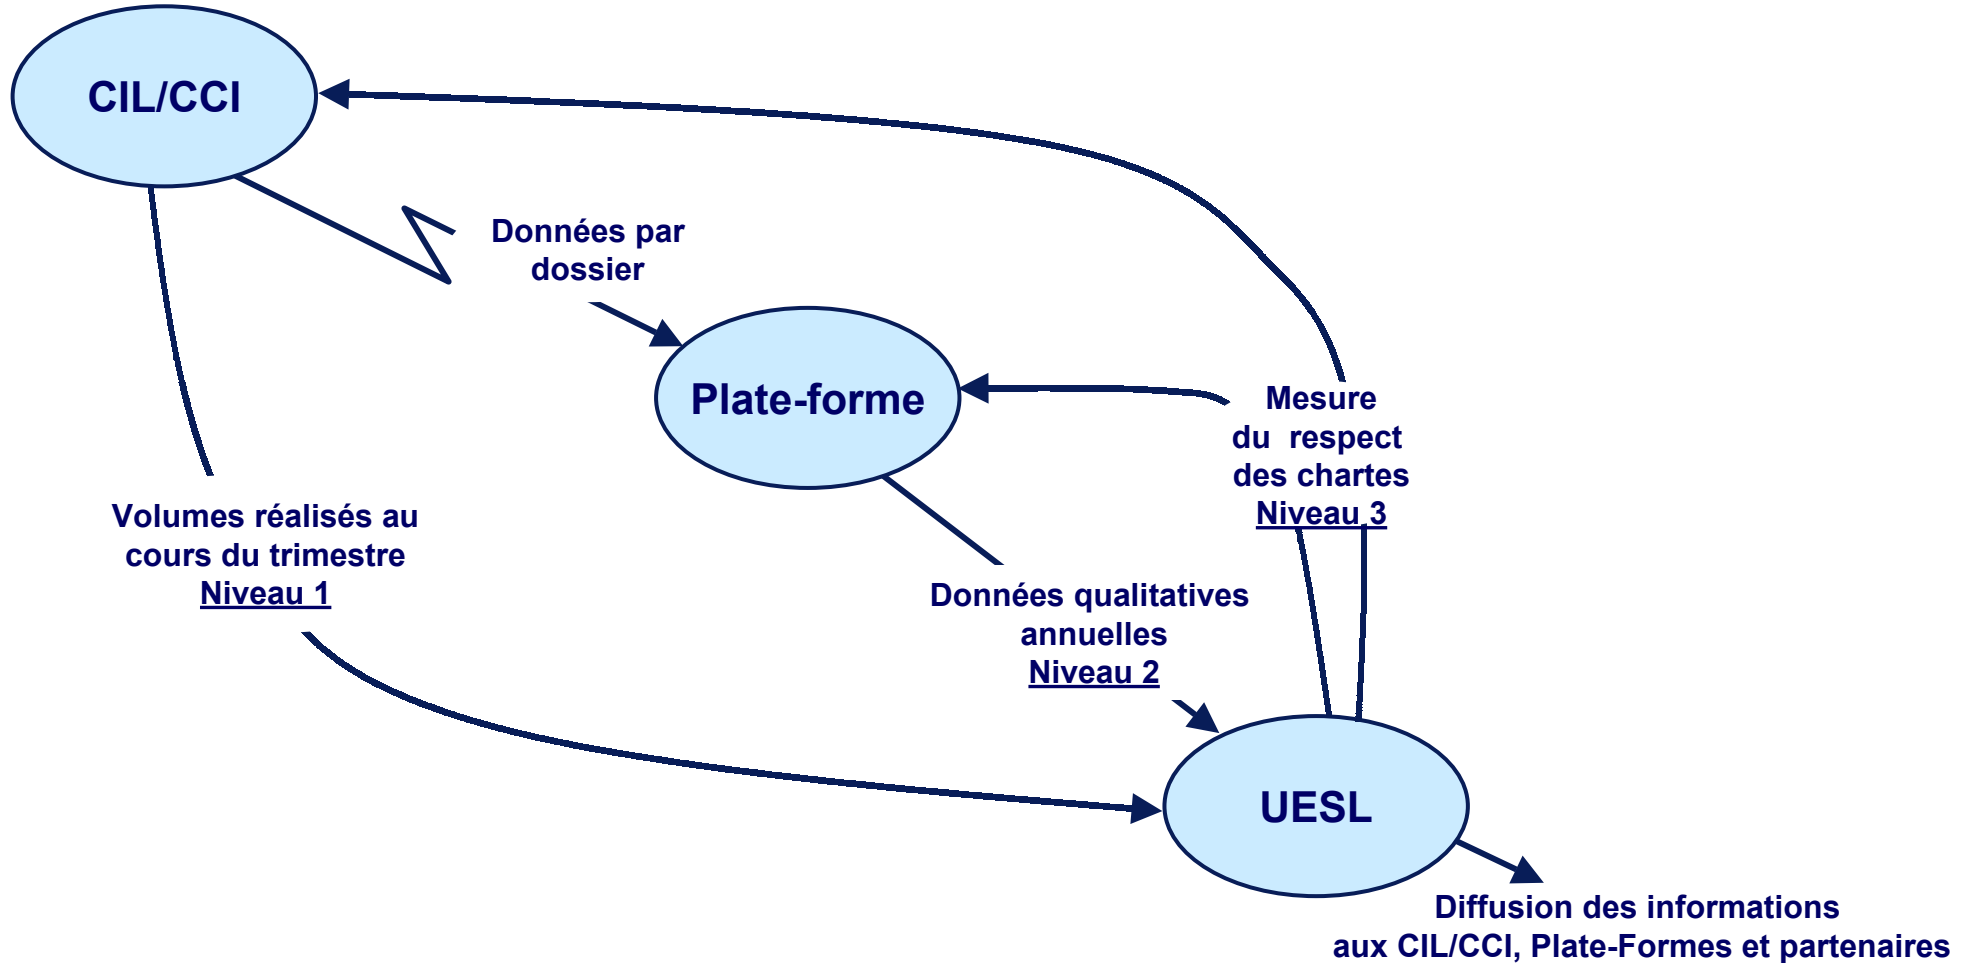 CIL/CCI
Données par
dossier
Plate-forme
Mesure
du respect
des chartes
Niveau 3
Volumes réalisés au
cours du trimestre
Niveau 1
Données qualitatives
annuelles
Niveau 2
UESL
Diffusion des informations
aux CIL/CCI, Plate-Formes et partenaires